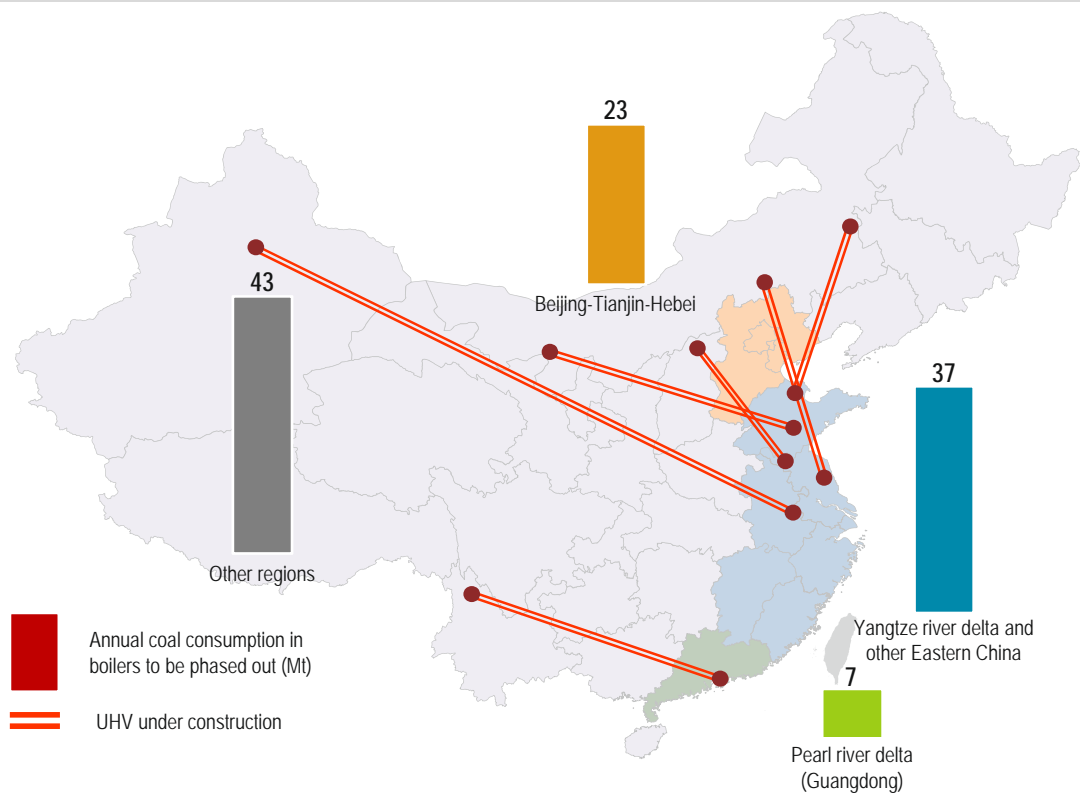 23
Beijing-Tianjin-Hebei
43
Other regions
37
Yangtze river delta and
other Eastern China
7
Pearl river delta
(Guangdong)
Annual coal consumption in
boilers to be phased out (Mt)
UHV under construction